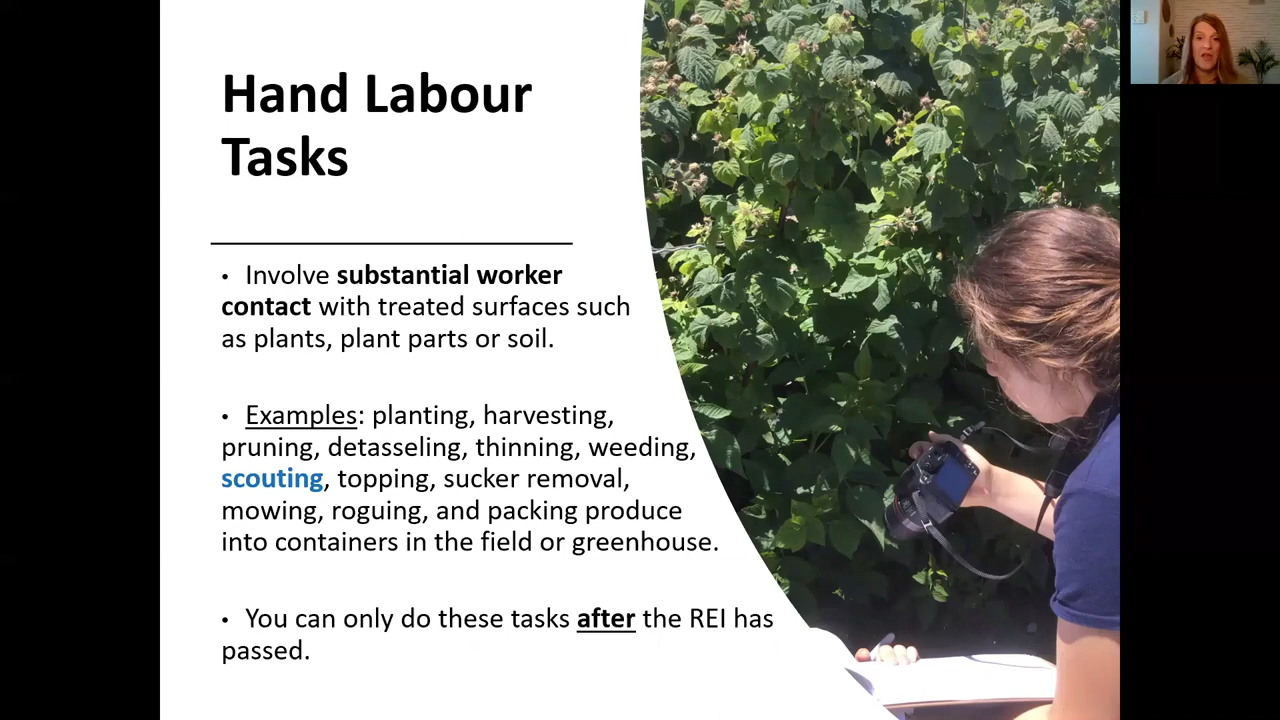 Hand Labour
Tasks
• Involve substantial worker
contact with treated surfaces such
as plants, plant parts or soil.
• Examples: planting, harvesting,
pruning, detasseling, thinning, weeding,
scouting, topping, sucker removal,
mowing, roguing, and packing produce
into containers in the field or greenhouse.
• You can only do these tasks after the REI has
passed.